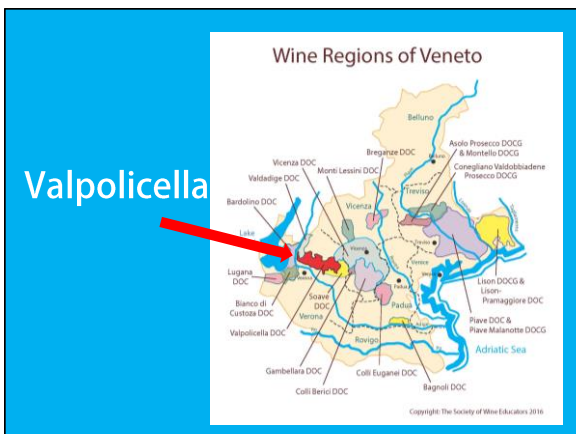 Wine Regions of Veneto
Valpolicella
Belluno
Breganze DOC
Asolo Prosecco DOCG
& Montello DOCG
Conegliano Valdobbiadene
Prosecco DOCG
Vicenza DOC
Monti Lessini DOC
Valdadige DOC
Bardolino DOC
Vicenza
Treviso
Lake
Venice
Padua
Lugana
DOC
Bianco di
Custoza DOC
Soave
DOC
Verona
Valpolicella DOC
Padua
Rovigo
Gambellara DOC
Colli Berici DOC
Colli Euganei DOC
Bagnoli DOC
Lison DOCG &
Lison-
Pramaggiore DOC
Piave DOC &
Piave Malanotte DOCG
Adriatic Sea
Copyright: The Society of Wine Educators 2016